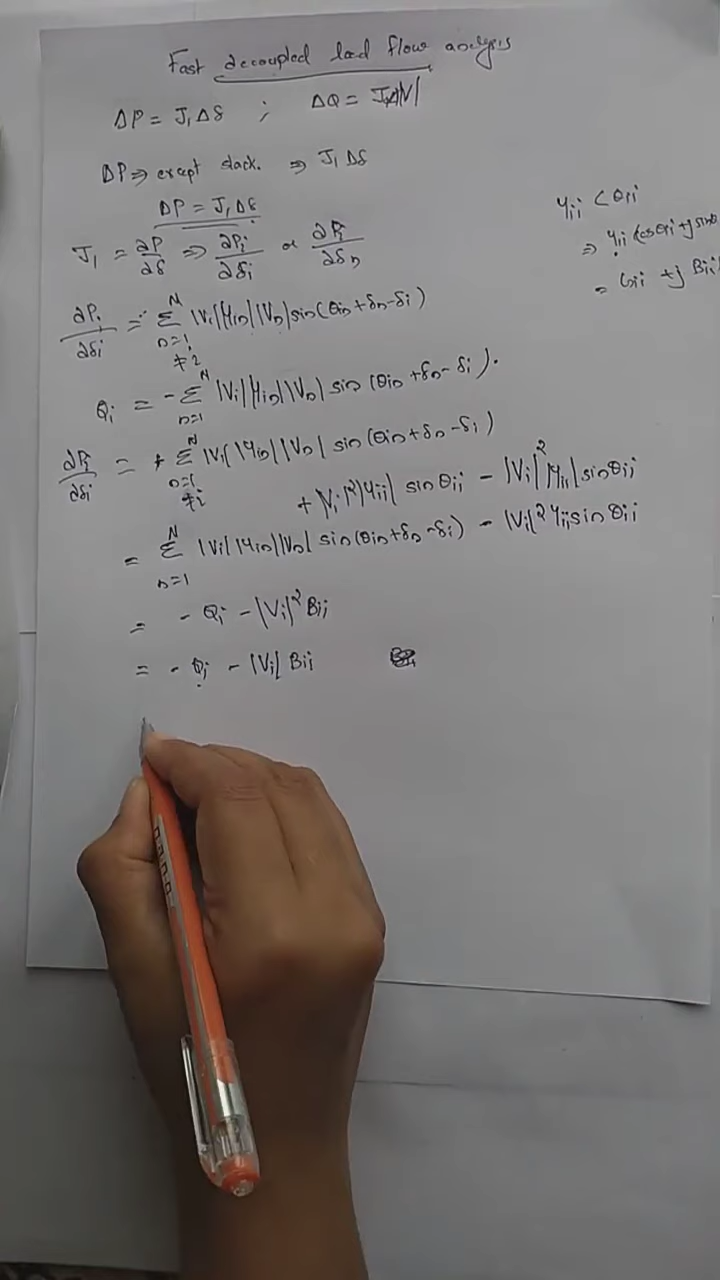 Fast decoupled load flow analysis
ΔP = J₁Δδ ; ΔQ = J₄Δ|V|
ΔP ⇒ except slack. ⇒ J₁ Δδ
ΔP = J₁Δδ
J₁ = ∂P/∂δ ⇒ ∂Pi/∂δi or ∂Pi/∂δn
Yii < θii
⇒ Yii (cosθii + j sinθ
= Gii + j Bii
∂Pi/∂δi = Σ(n=1, ≠i)^N |Vi||Yin||Vn| sin(θin+δn-δi)
Qi = -Σ(n=1)^N |Vi||Yin||Vn| sin(θin+δn-δi).
∂Pi/∂δi = + Σ(n=1, ≠i)^N |Vi||Yin||Vn| sin(θin+δn-δi)
+ |Vi|²|Yii| sinθii - |Vi|²|Yii| sinθii
= Σ(n=1)^N |Vi||Yin||Vn| sin(θin+δn-δi) - |Vi|²Yii sinθii
= -Qi - |Vi|² Bii
= -Qi - |Vi| Bii